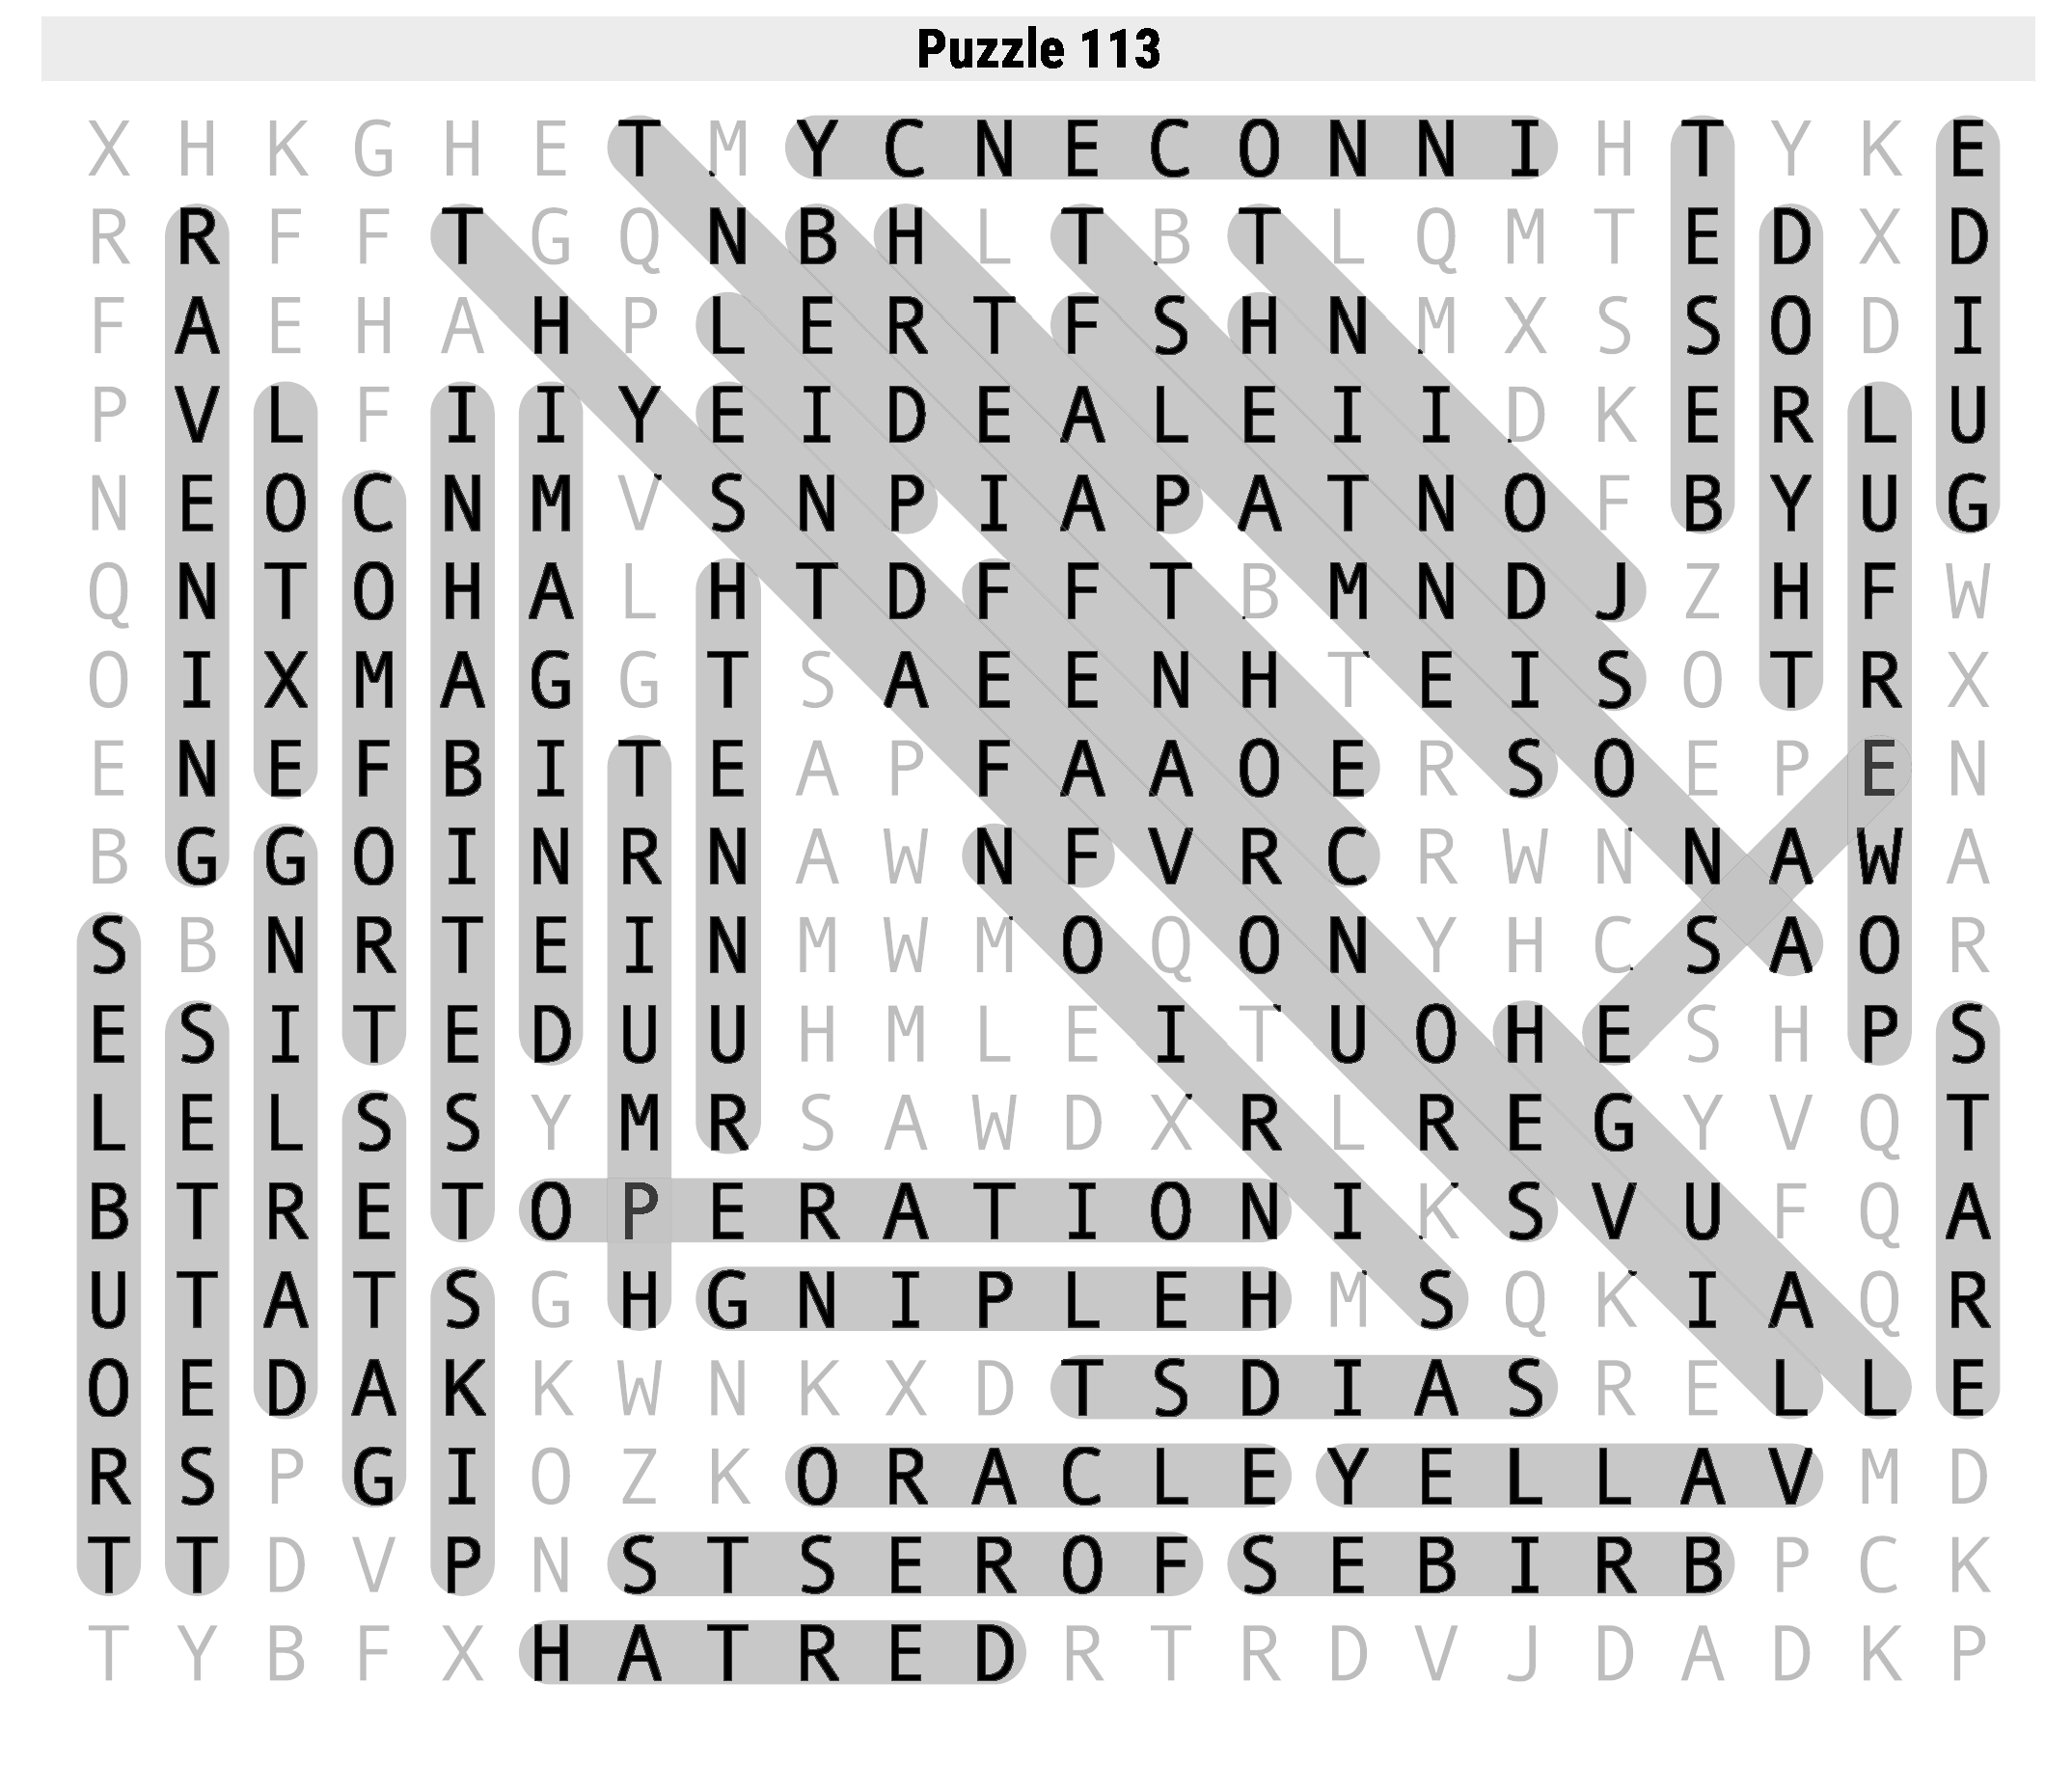 Puzzle 113
X H K G H E T M Y C N E C O N N I H T Y K E
R R F F T G Q N B H L T B T L Q M T E D X D
F A E H A H P L E R T F S H N M X S S O D I
P V L F I I Y E I D E A L E I I D K E R L U
N E O C N M V S N P I A P A T N O F B Y U G
Q N T O H A L H T D F F T B M N D J Z H F W
O I X M A G G T S A E E N H T E I S O T R X
E N E F B I T E A P F A A O E R S O E P E N
B G G O I N R N A W N F V R C R W N N A W A
S B N R T E I N M W M O Q O N Y H C S A O R
E S I T E D U U H M L E I T U O H E S H P S
L E L S S Y M R S A W D X R L R E G Y V Q T
B T R E T O P E R A T I O N I K S V U F Q A
U T A T S G H G N I P L E H M S Q K I A Q R
O E D A K K W N K X D T S D I A S R E L L E
R S P G I O Z K O R A C L E Y E L L A V M D
T T D V P N S T S E R O F S E B I R B P C K
T Y B F X H A T R E D R T R D V J D A D K P